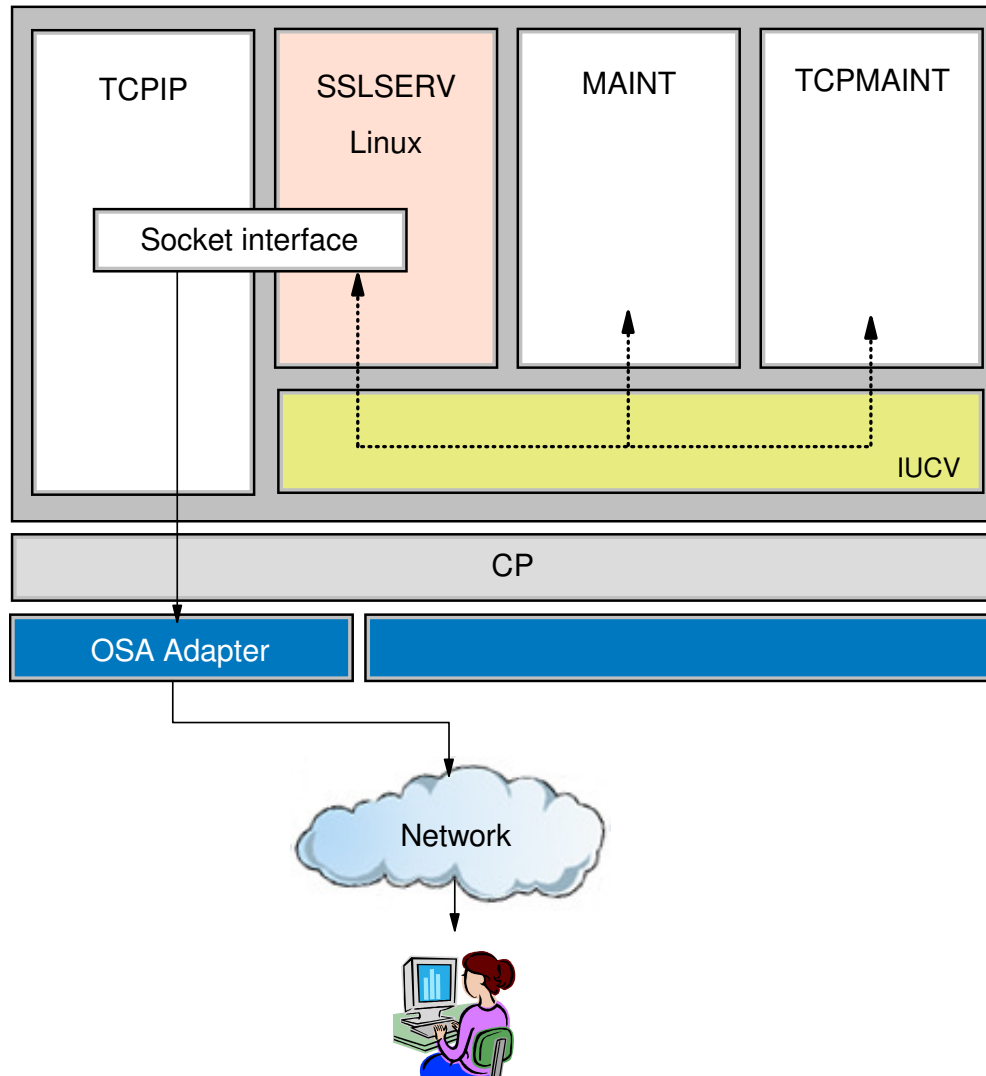 TCPIP
SSLSERV
Linux
MAINT
TCPMAINT
Socket interface
IUCV
CP
OSA Adapter
Network